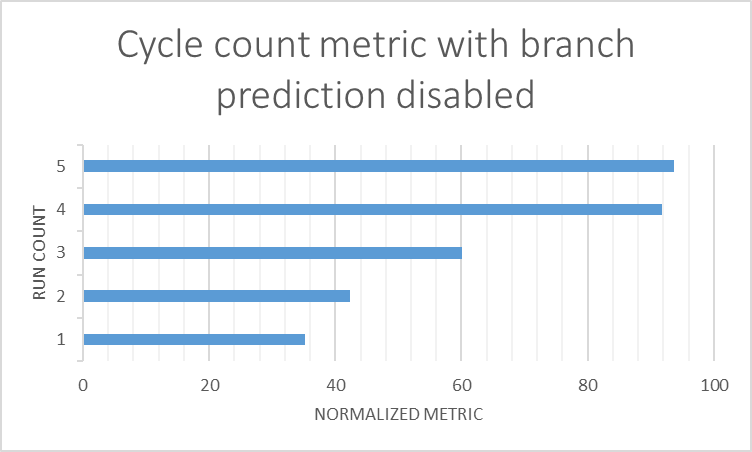 Cycle count metric with branch
prediction disabled
RUN COUNT
5
4
3
2
1
0 20 40 60 80 100
NORMALIZED METRIC